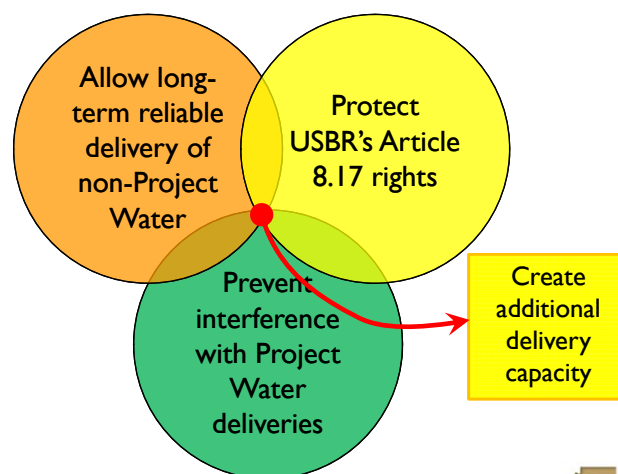 Allow long-
term reliable
delivery of
non-Project
Water
Protect
USBR's Article
8.17 rights
Prevent
interference
with Project
Water
deliveries
Create
additional
delivery
capacity